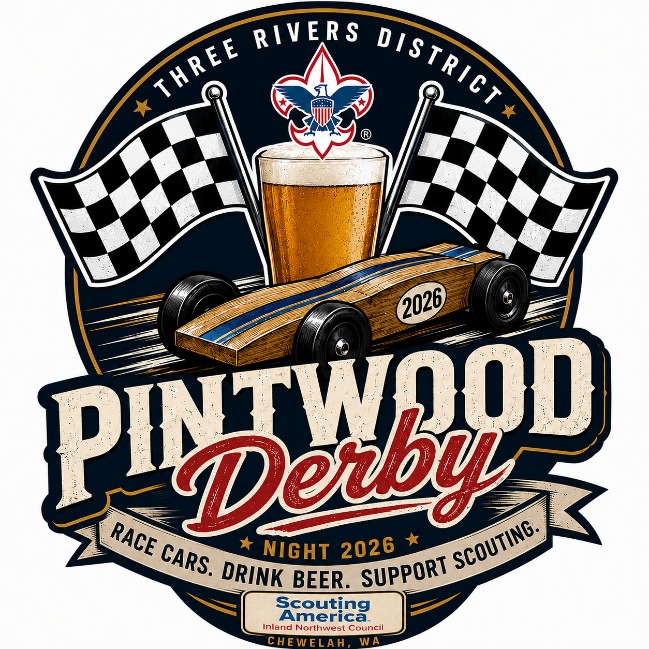 THREE RIVERS DISTRICT
®
2026
PINTWOOD
Derby
NIGHT 2026
RACE CARS. DRINK BEER. SUPPORT SCOUTING.
Scouting
America
Inland Northwest Council
CHEWELAH, WA